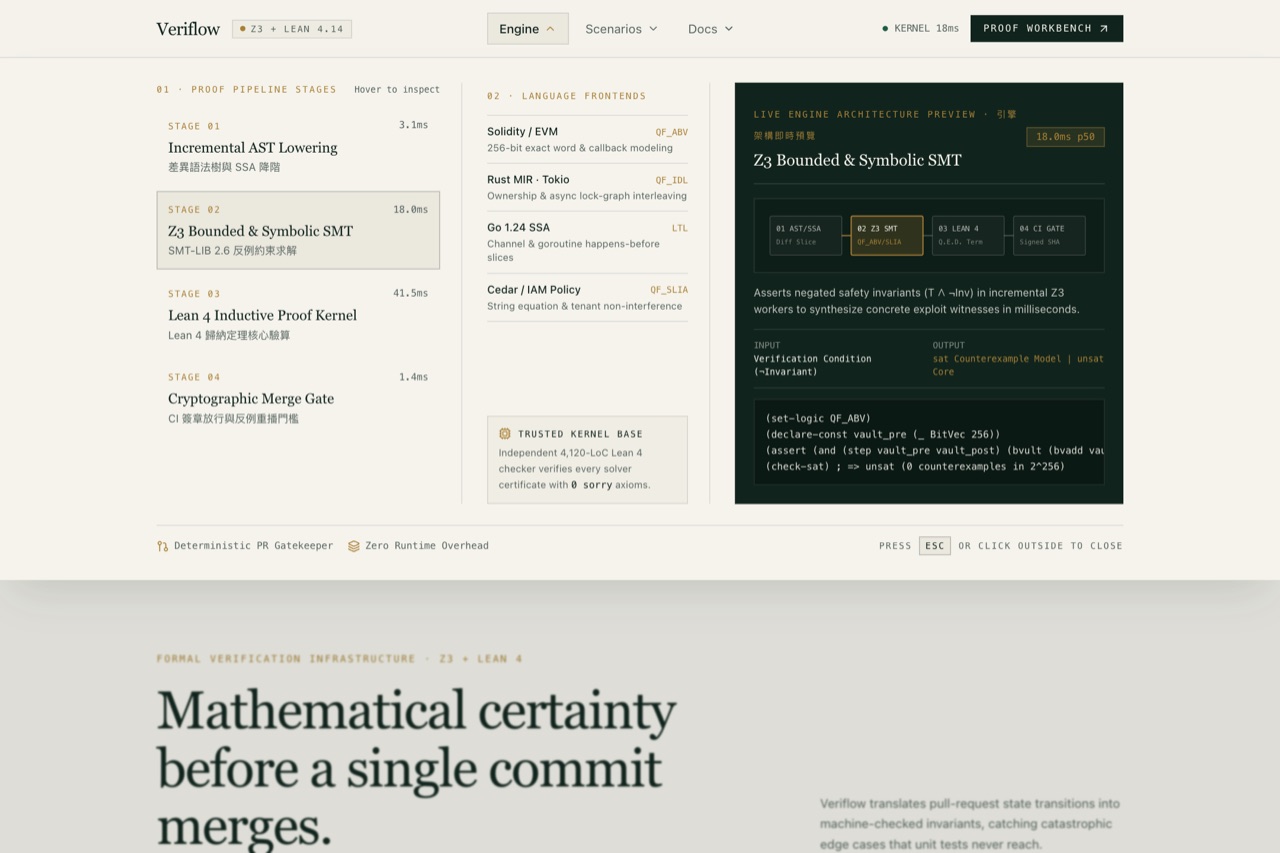 Veriflow
Z3 + LEAN 4.14
Engine
Scenarios
Docs
KERNEL 18ms
PROOF WORKBENCH
01 · PROOF PIPELINE STAGES
Hover to inspect
STAGE 01
3.1ms
Incremental AST Lowering
差異語法樹與 SSA 降階
STAGE 02
18.0ms
Z3 Bounded & Symbolic SMT
SMT-LIB 2.6 反例約束求解
STAGE 03
41.5ms
Lean 4 Inductive Proof Kernel
Lean 4 歸納定理核心驗算
STAGE 04
1.4ms
Cryptographic Merge Gate
CI 簽章放行與反例重播門檻
02 · LANGUAGE FRONTENDS
Solidity / EVM
QF_ABV
256-bit exact word & callback modeling
Rust MIR · Tokio
QF_IDL
Ownership & async lock-graph interleaving
Go 1.24 SSA
LTL
Channel & goroutine happens-before
slices
Cedar / IAM Policy
QF_SLIA
String equation & tenant non-interference
TRUSTED KERNEL BASE
Independent 4,120-LoC Lean 4
checker verifies every solver
certificate with 0 sorry axioms.
LIVE ENGINE ARCHITECTURE PREVIEW · 引擎
架構即時預覽
18.0ms p50
Z3 Bounded & Symbolic SMT
01 AST/SSA
Diff Slice
02 Z3 SMT
QF_ABV/SLIA
03 LEAN 4
Q.E.D. Term
04 CI GATE
Signed SHA
Asserts negated safety invariants (T ∧ ¬Inv) in incremental Z3
workers to synthesize concrete exploit witnesses in milliseconds.
INPUT
Verification Condition
(¬Invariant)
OUTPUT
sat Counterexample Model | unsat
Core
(set-logic QF_ABV)
(declare-const vault_pre (_ BitVec 256))
(assert (and (step vault_pre vault_post) (bvult (bvadd vau
(check-sat) ; => unsat (0 counterexamples in 2^256)
Deterministic PR Gatekeeper
Zero Runtime Overhead
PRESS ESC OR CLICK OUTSIDE TO CLOSE
FORMAL VERIFICATION INFRASTRUCTURE · Z3 + LEAN 4
Mathematical certainty
before a single commit
merges.
Veriflow translates pull-request state transitions into
machine-checked invariants, catching catastrophic
edge cases that unit tests never reach.